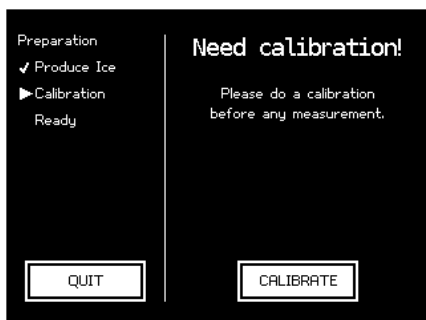 Preparation
✓ Produce Ice
▶Calibration
Ready
QUIT
Need calibration!
Please do a calibration
before any measurement.
CALIBRATE